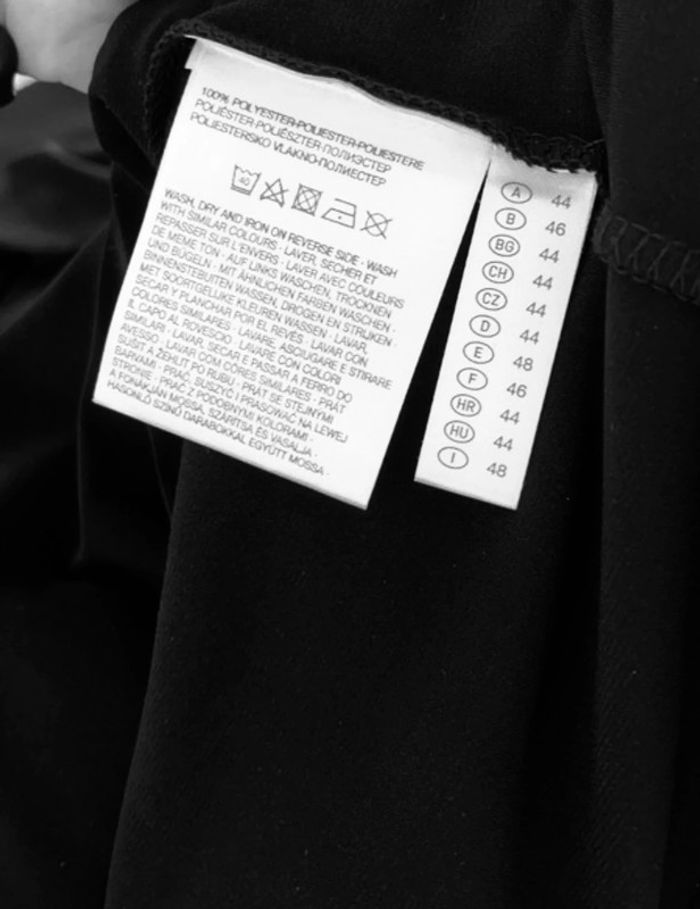 100% POLYESTER·POLIESTER·POLIESTERE
POLIÉSTER·POLIÉSZTER·ПОЛИЭСТЕР
POLIESTERSKO VLAKNO·ПОЛИЕСТЕР
40
WASH, DRY AND IRON ON REVERSE SIDE · WASH
WITH SIMILAR COLOURS · LAVER, SÉCHER ET
REPASSER SUR L'ENVERS · LAVER AVEC COULEURS
DE MEME TON · AUF LINKS WASCHEN, TROCKNEN
UND BÜGELN · MIT ÄHNLICHEN FARBEN WASCHEN ·
BINNENSTEBUITEN WASSEN, DROGEN EN STRIJKEN ·
MET SOORTGELIJKE KLEUREN WASSEN · LAVAR,
SECAR Y PLANCHAR POR EL REVÉS · LAVAR CON
COLORES SIMILARES · LAVARE, ASCIUGARE E STIRARE
IL CAPO AL ROVESCIO · LAVARE CON COLORI
SIMILARI · LAVAR, SECAR E PASSAR A FERRO DO
AVESSO · LAVAR COM CORES SIMILARES · PRÁT
SUŠIT A ŽEHLIT PO RUBU · PRÁT SE STEJNÝMI
BARVAMI · PRAĆ, SUSZYĆ I PRASOWAĆ NA LEWEJ
STRONIE · PRAĆ Z PODOBNYMI KOLORAMI ·
A FONÁKJÁN MOSSA, SZÁRÍTSA ÉS VASALJA ·
HASONLÓ SZÍNŰ DARABOKKAL EGYÜTT MOSSA ·
A 44
B 46
BG 44
CH 44
CZ 44
D 44
E 48
F 46
HR 44
HU 44
I 48